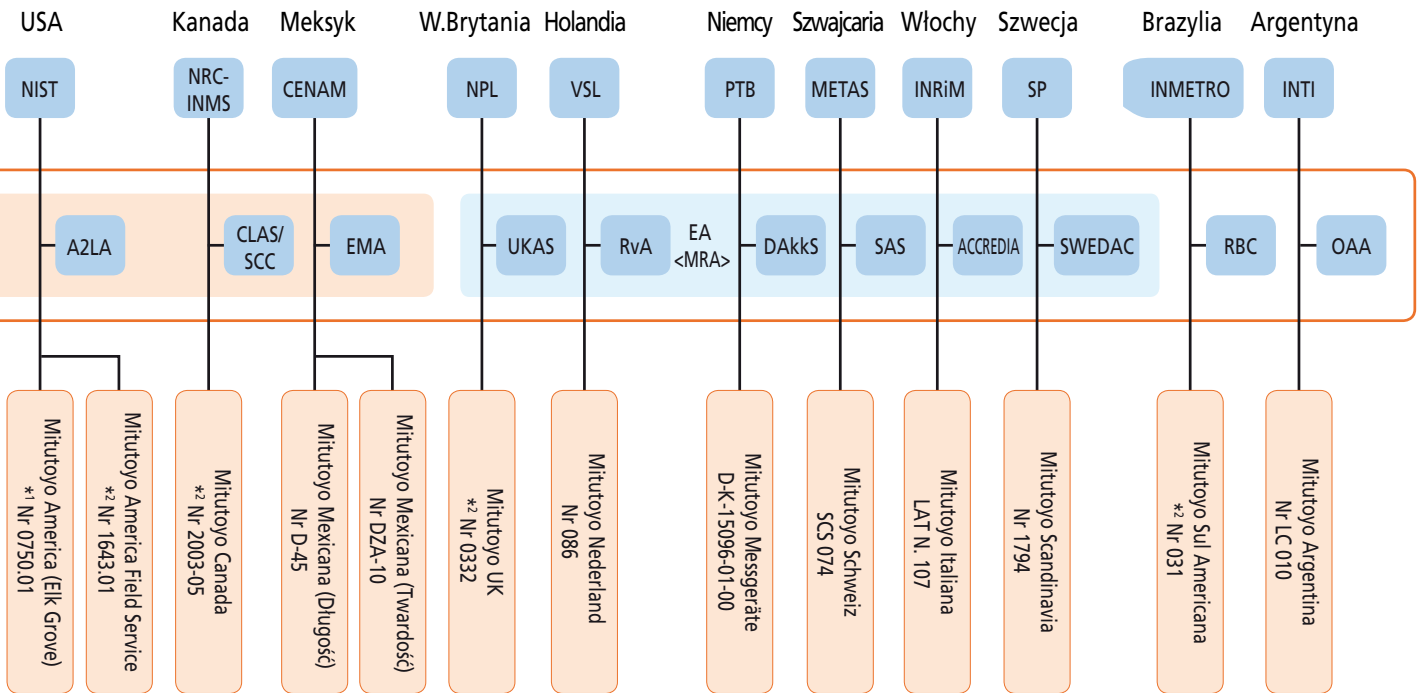 USA
Kanada
Meksyk
W.Brytania
Holandia
Niemcy
Szwajcaria
Włochy
Szwecja
Brazylia
Argentyna
NIST
NRC-
INMS
CENAM
NPL
VSL
PTB
METAS
INRiM
SP
INMETRO
INTI
A2LA
CLAS/
SCC
EMA
UKAS
RvA
EA
<MRA>
DAkkS
SAS
ACCREDIA
SWEDAC
RBC
OAA
Mitutoyo America (Elk Grove)
*1 Nr 0750.01
Mitutoyo America Field Service
*2 Nr 1643.01
Mitutoyo Canada
*2 Nr 2003-05
Mitutoyo Mexicana (Długość)
Nr D-45
Mitutoyo Mexicana (Twardość)
Nr DZA-10
Mitutoyo UK
*2 Nr 0332
Mitutoyo Nederland
Nr 086
Mitutoyo Messgeräte
D-K-15096-01-00
Mitutoyo Schweiz
SCS 074
Mitutoyo Italiana
LAT N. 107
Mitutoyo Scandinavia
Nr 1794
Mitutoyo Sul Americana
*2 Nr 031
Mitutoyo Argentina
Nr LC 010